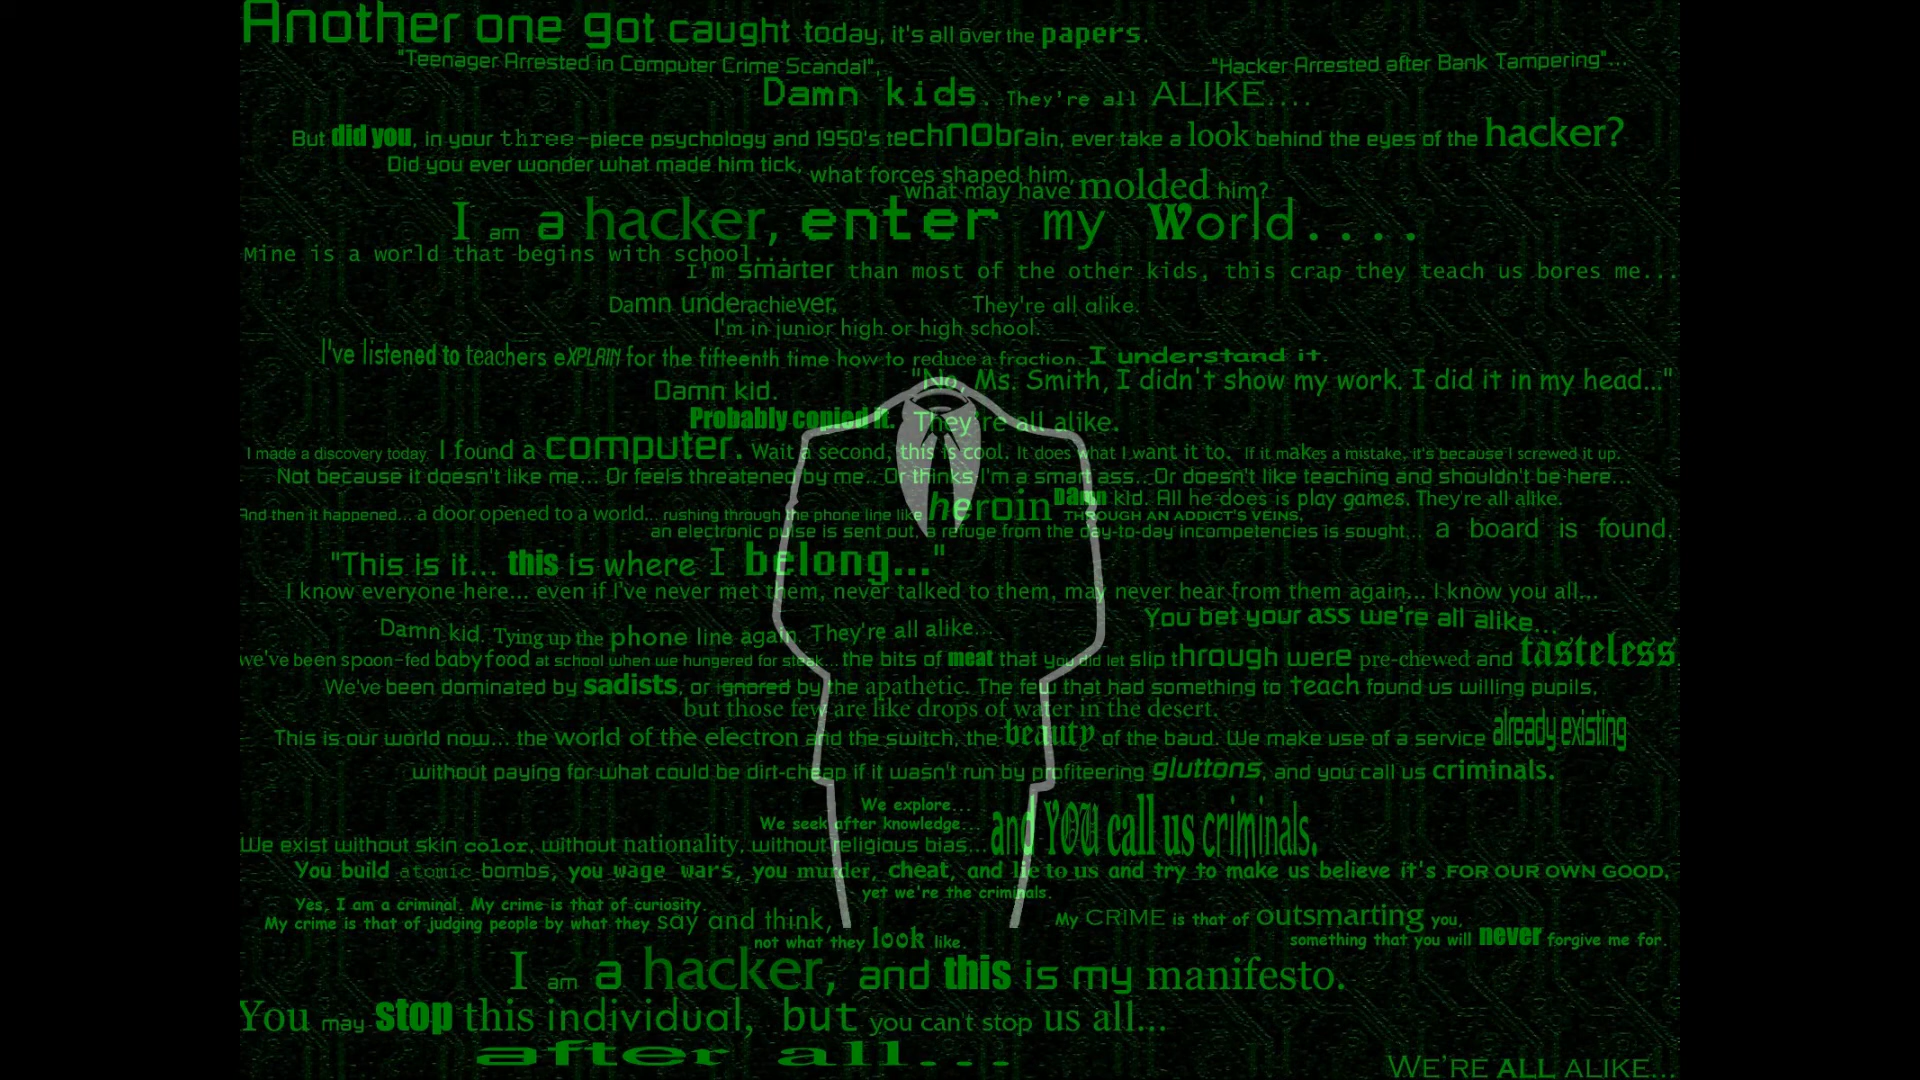 Another one got caught today, it's all over the papers.
"Teenager Arrested in Computer Crime Scandal", "Hacker Arrested after Bank Tampering"...
Damn kids. They're all ALIKE....
But did you, in your three-piece psychology and 1950's techNObrain, ever take a look behind the eyes of the hacker?
Did you ever wonder what made him tick, what forces shaped him,
what may have molded him?
I am a hacker, enter my World....
Mine is a world that begins with school...
I'm smarter than most of the other kids, this crap they teach us bores me...
Damn underachiever. They're all alike.
I'm in junior high or high school.
I've listened to teachers eXPLAIN for the fifteenth time how to reduce a fraction. I understand it.
"No, Ms. Smith, I didn't show my work. I did it in my head..."
Damn kid.
Probably copied it. They're all alike.
I made a discovery today. I found a computer. Wait a second, this is cool. It does what I want it to. If it makes a mistake, it's because I screwed it up.
Not because it doesn't like me... Or feels threatened by me.. Or thinks I'm a smart ass.. Or doesn't like teaching and shouldn't be here...
Damn kid. All he does is play games. They're all alike.
And then it happened... a door opened to a world... rushing through the phone line like heroin THROUGH AN ADDICT'S VEINS,
an electronic pulse is sent out, a refuge from the day-to-day incompetencies is sought... a board is found.
"This is it... this is where I belong..."
I know everyone here... even if I've never met them, never talked to them, may never hear from them again... I know you all...
Damn kid. Tying up the phone line again. They're all alike... You bet your ass we're all alike...
we've been spoon-fed baby food at school when we hungered for steak... the bits of meat that you did let slip through were pre-chewed and tasteless.
We've been dominated by sadists, or ignored by the apathetic. The few that had something to teach found us willing pupils,
but those few are like drops of water in the desert.
This is our world now... the world of the electron and the switch, the beauty of the baud. We make use of a service already existing
without paying for what could be dirt-cheap if it wasn't run by profiteering gluttons, and you call us criminals.
We explore...
We seek after knowledge... and YOU call us criminals.
We exist without skin color, without nationality, without religious bias...
You build atomic bombs, you wage wars, you murder, cheat, and lie to us and try to make us believe it's FOR OUR OWN GOOD,
yet we're the criminals.
Yes, I am a criminal. My crime is that of curiosity.
My crime is that of judging people by what they say and think,
not what they look like.
My CRIME is that of outsmarting you,
something that you will never forgive me for.
I am a hacker, and this is my manifesto.
You may stop this individual, but you can't stop us all...
after all...
WE'RE ALL ALIKE...